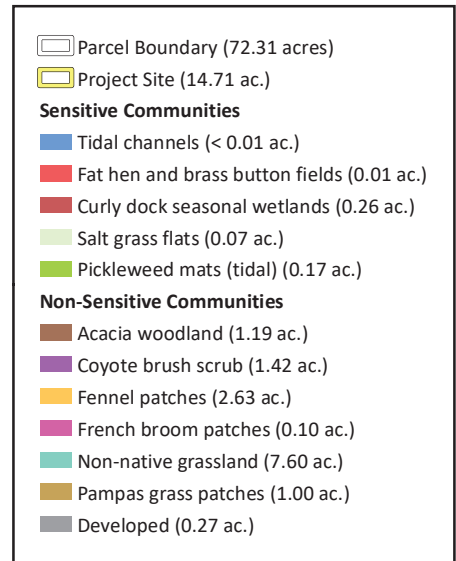 Parcel Boundary (72.31 acres)
Project Site (14.71 ac.)
Sensitive Communities
Tidal channels (< 0.01 ac.)
Fat hen and brass button fields (0.01 ac.)
Curly dock seasonal wetlands (0.26 ac.)
Salt grass flats (0.07 ac.)
Pickleweed mats (tidal) (0.17 ac.)
Non-Sensitive Communities
Acacia woodland (1.19 ac.)
Coyote brush scrub (1.42 ac.)
Fennel patches (2.63 ac.)
French broom patches (0.10 ac.)
Non-native grassland (7.60 ac.)
Pampas grass patches (1.00 ac.)
Developed (0.27 ac.)